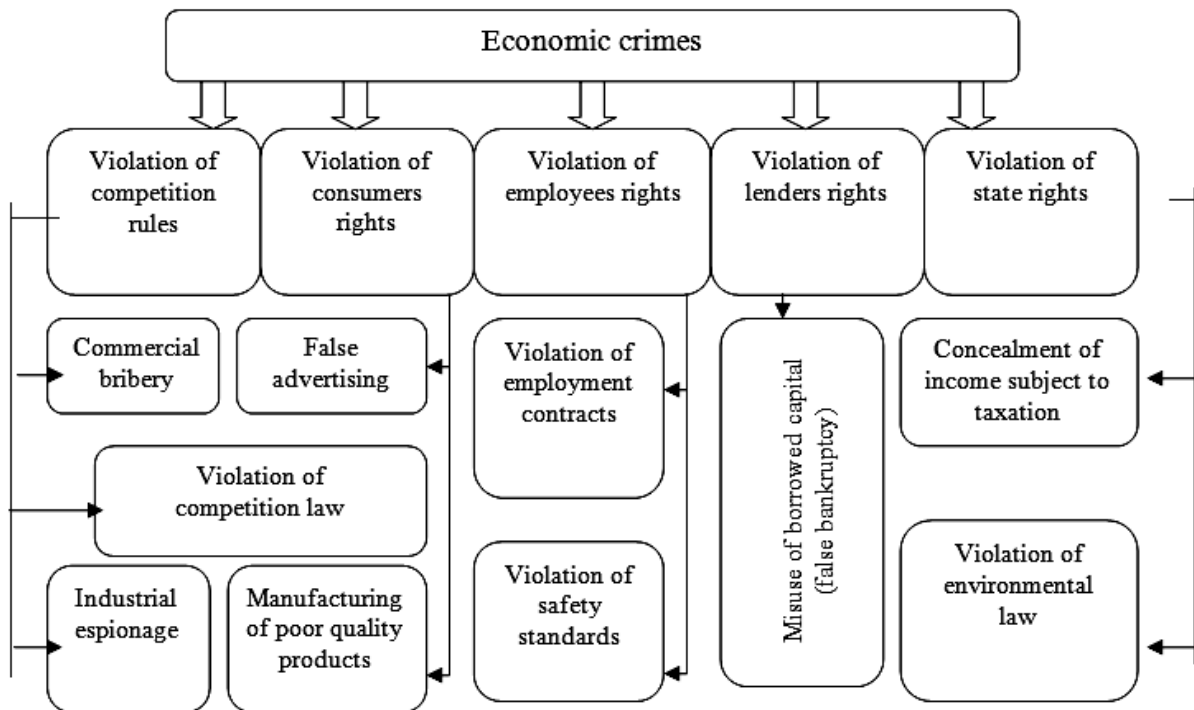 Economic crimes
Violation of
competition
rules
Violation of
consumers
rights
Violation of
employees rights
Violation of
lenders rights
Violation of
state rights
Commercial
bribery
False
advertising
Violation of
employment
contracts
Misuse of borrowed capital
(false bankruptcy)
Concealment of
income subject to
taxation
Violation of
competition law
Industrial
espionage
Manufacturing
of poor quality
products
Violation of
safety
standards
Violation of
environmental
law